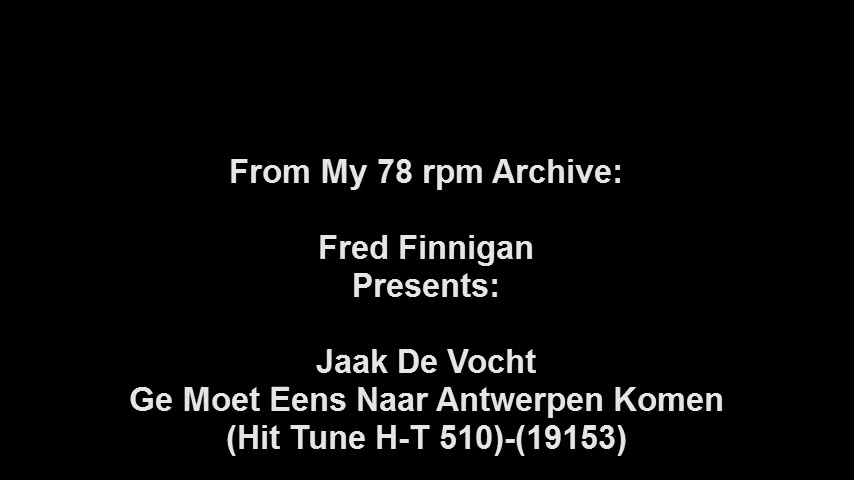 From My 78 rpm Archive:
Fred Finnigan
Presents:
Jaak De Vocht
Ge Moet Eens Naar Antwerpen Komen
(Hit Tune H-T 510)-(19153)